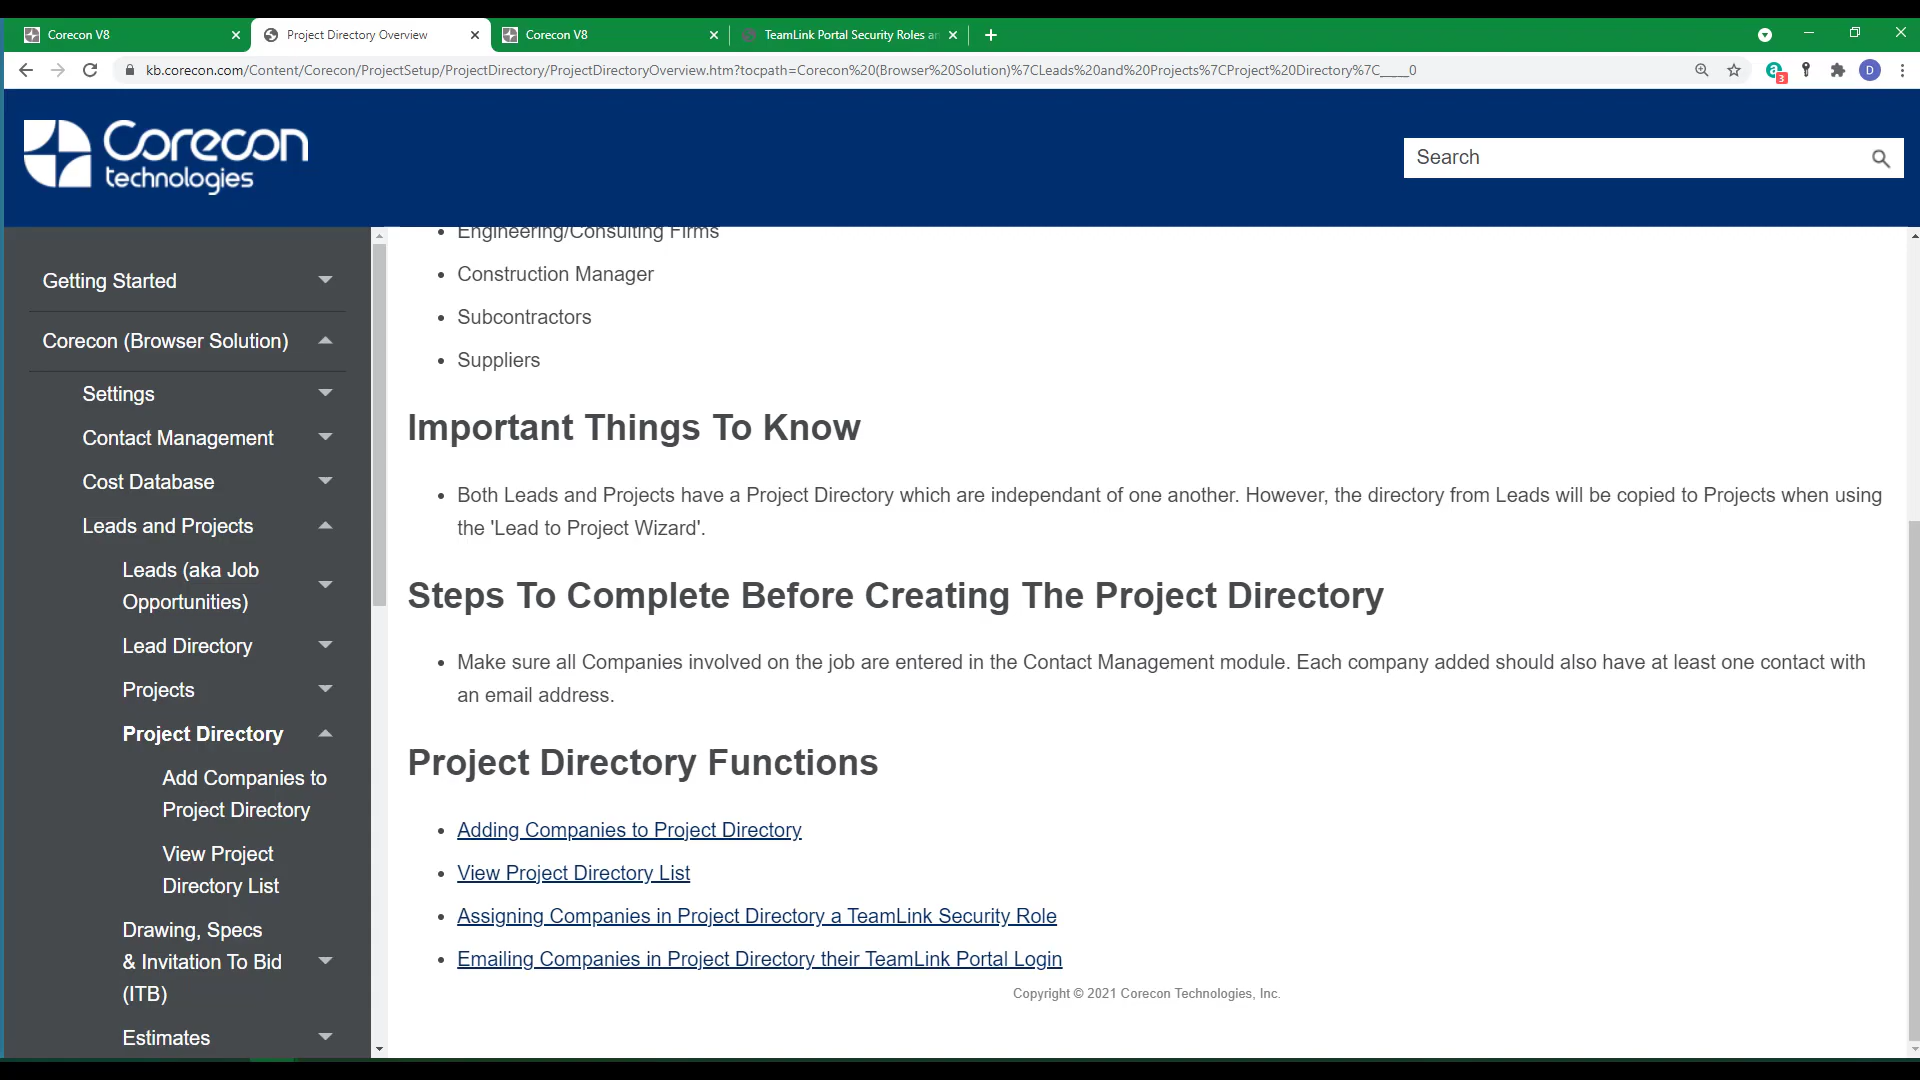 Corecon V8
Project Directory Overview
Corecon V8
TeamLink Portal Security Roles a
kb.corecon.com/Content/Corecon/ProjectSetup/ProjectDirectory/ProjectDirectoryOverview.htm?tocpath=Corecon%20(Browser%20Solution)%7CLeads%20and%20Projects%7CProject%20Directory%7C____0
3
D
Corecon
technologies
Search
Getting Started
Corecon (Browser Solution)
Settings
Contact Management
Cost Database
Leads and Projects
Leads (aka Job
Opportunities)
Lead Directory
Projects
Project Directory
Add Companies to
Project Directory
View Project
Directory List
Drawing, Specs
& Invitation To Bid
(ITB)
Estimates
• Engineering/Consulting Firms
• Construction Manager
• Subcontractors
• Suppliers
Important Things To Know
• Both Leads and Projects have a Project Directory which are independant of one another. However, the directory from Leads will be copied to Projects when using
the 'Lead to Project Wizard'.
Steps To Complete Before Creating The Project Directory
• Make sure all Companies involved on the job are entered in the Contact Management module. Each company added should also have at least one contact with
an email address.
Project Directory Functions
• Adding Companies to Project Directory
• View Project Directory List
• Assigning Companies in Project Directory a TeamLink Security Role
• Emailing Companies in Project Directory their TeamLink Portal Login
Copyright © 2021 Corecon Technologies, Inc.